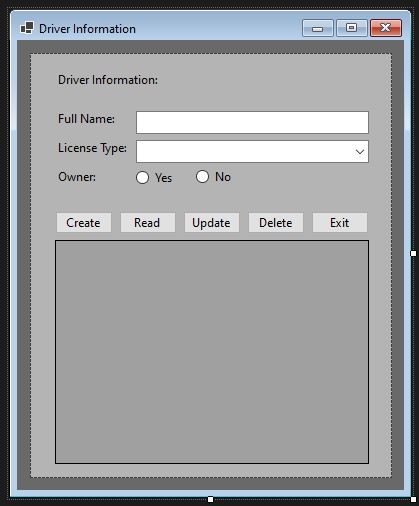 Driver Information
Driver Information:
Full Name:
License Type:
Owner: Yes No
Create Read Update Delete Exit